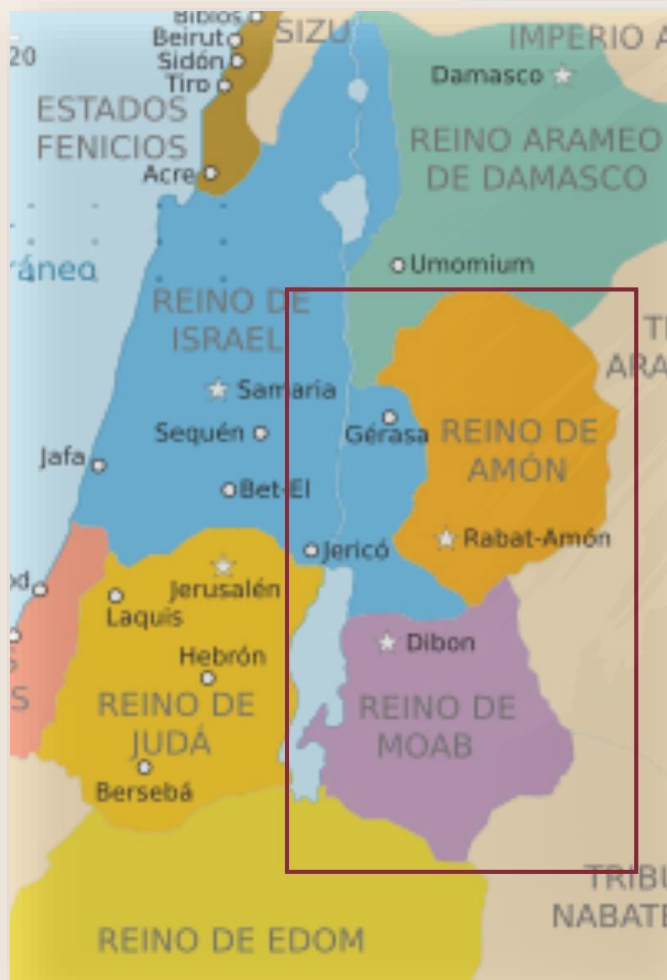 Biblos
Beirut
Sidón
Tiro
SIZU
IMPERIO A
20
Damasco
ESTADOS
FENICIOS
REINO ARAMEO
DE DAMASCO
Acre
ráneo
Umomium
REINO DE
ISRAEL
Samaria
Sequén
Gérasa
REINO DE
AMÓN
ARA
Jafa
Bet-El
Rabat-Amón
Jericó
Jerusalén
Laquis
Dibon
Hebrón
REINO DE
JUDÁ
REINO DE
MOAB
S
Bersebá
TRIBU
NABATE
REINO DE EDOM